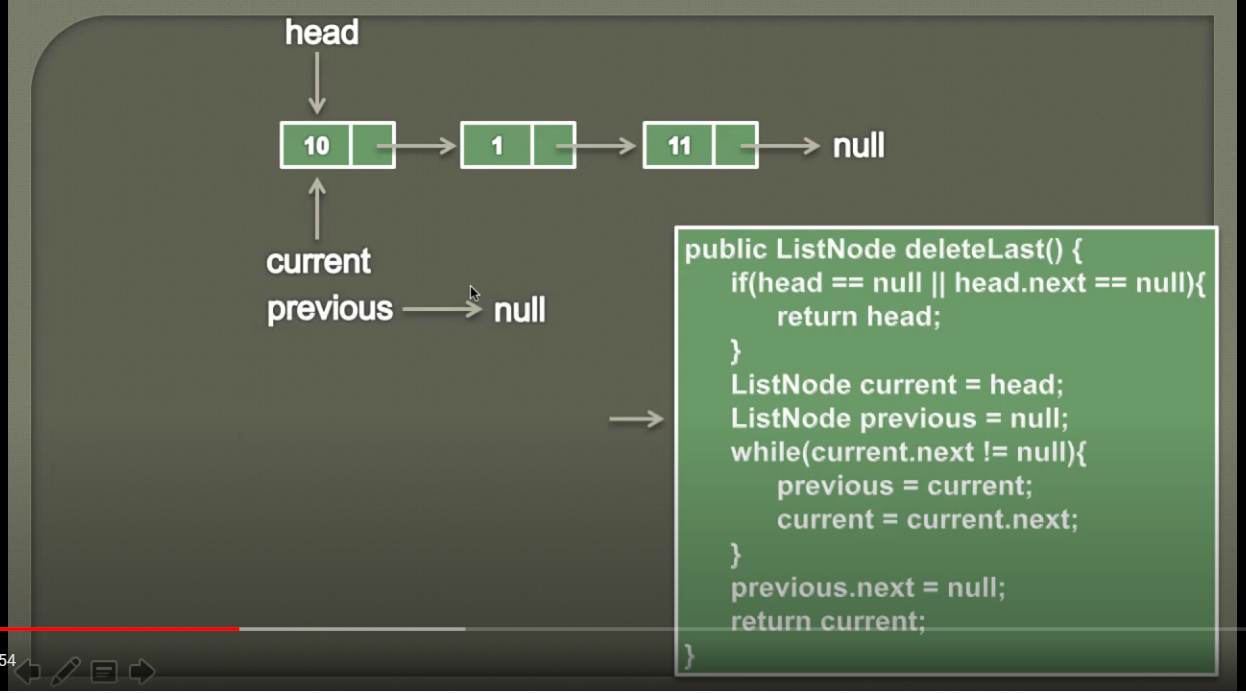 head
10 1 11 null
current
previous null
public ListNode deleteLast() {
if(head == null || head.next == null){
return head;
}
ListNode current = head;
ListNode previous = null;
while(current.next != null){
previous = current;
current = current.next;
}
previous.next = null;
return current;
}
54